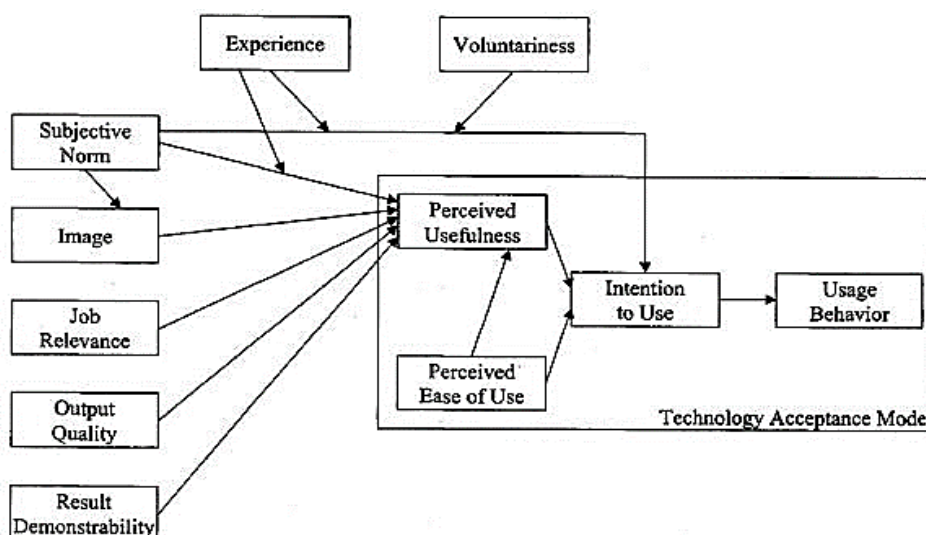 Experience
Voluntariness
Subjective
Norm
Image
Perceived
Usefulness
Job
Relevance
Intention
to Use
Usage
Behavior
Perceived
Ease of Use
Output
Quality
Technology Acceptance Mode
Result
Demonstrability